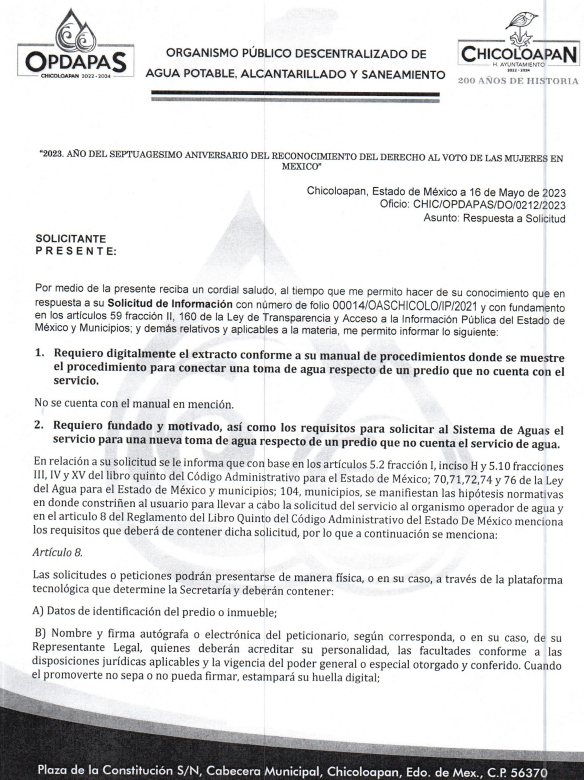 OPDAPAS
CHICOLOAPAN 2022 - 2024
ORGANISMO PÚBLICO DESCENTRALIZADO DE
AGUA POTABLE, ALCANTARILLADO Y SANEAMIENTO
CHICOLOAPAN
H. AYUNTAMIENTO
2022 - 2024
200 AÑOS DE HISTORIA
"2023. AÑO DEL SEPTUAGESIMO ANIVERSARIO DEL RECONOCIMIENTO DEL DERECHO AL VOTO DE LAS MUJERES EN
MEXICO"
Chicoloapan, Estado de México a 16 de Mayo de 2023
Oficio: CHIC/OPDAPAS/DO/0212/2023
Asunto: Respuesta a Solicitud
SOLICITANTE
P R E S E N T E:
Por medio de la presente reciba un cordial saludo, al tiempo que me permito hacer de su conocimiento que en
respuesta a su Solicitud de Información con número de folio 00014/OASCHICOLO/IP/2021 y con fundamento
en los artículos 59 fracción II, 160 de la Ley de Transparencia y Acceso a la Información Pública del Estado de
México y Municipios; y demás relativos y aplicables a la materia, me permito informar lo siguiente:
1. Requiero digitalmente el extracto conforme a su manual de procedimientos donde se muestre
el procedimiento para conectar una toma de agua respecto de un predio que no cuenta con el
servicio.
No se cuenta con el manual en mención.
2. Requiero fundado y motivado, así como los requisitos para solicitar al Sistema de Aguas el
servicio para una nueva toma de agua respecto de un predio que no cuenta el servicio de agua.
En relación a su solicitud se le informa que con base en los artículos 5.2 fracción I, inciso H y 5.10 fracciones
III, IV y XV del libro quinto del Código Administrativo para el Estado de México; 70,71,72,74 y 76 de la Ley
del Agua para el Estado de México y municipios; 104, municipios, se manifiestan las hipótesis normativas
en donde constriñen al usuario para llevar a cabo la solicitud del servicio al organismo operador de agua y
en el articulo 8 del Reglamento del Libro Quinto del Código Administrativo del Estado De México menciona
los requisitos que deberá de contener dicha solicitud, por lo que a continuación se menciona:
Artículo 8.
Las solicitudes o peticiones podrán presentarse de manera física, o en su caso, a través de la plataforma
tecnológica que determine la Secretaría y deberán contener:
A) Datos de identificación del predio o inmueble;
B) Nombre y firma autógrafa o electrónica del peticionario, según corresponda, o en su caso, de su
Representante Legal, quienes deberán acreditar su personalidad, las facultades conforme a las
disposiciones jurídicas aplicables y la vigencia del poder general o especial otorgado y conferido. Cuando
el promoverte no sepa o no pueda firmar, estampará su huella digital;
Plaza de la Constitución S/N, Cabecera Municipal, Chicoloapan, Edo. de Mex., C.P. 56370